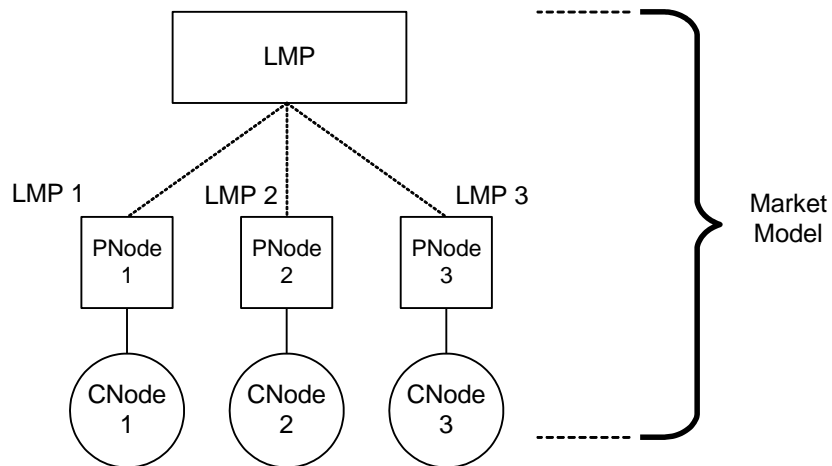 LMP
LMP 1
LMP 2
LMP 3
PNode
1
PNode
2
PNode
3
Market
Model
CNode
1
CNode
2
CNode
3